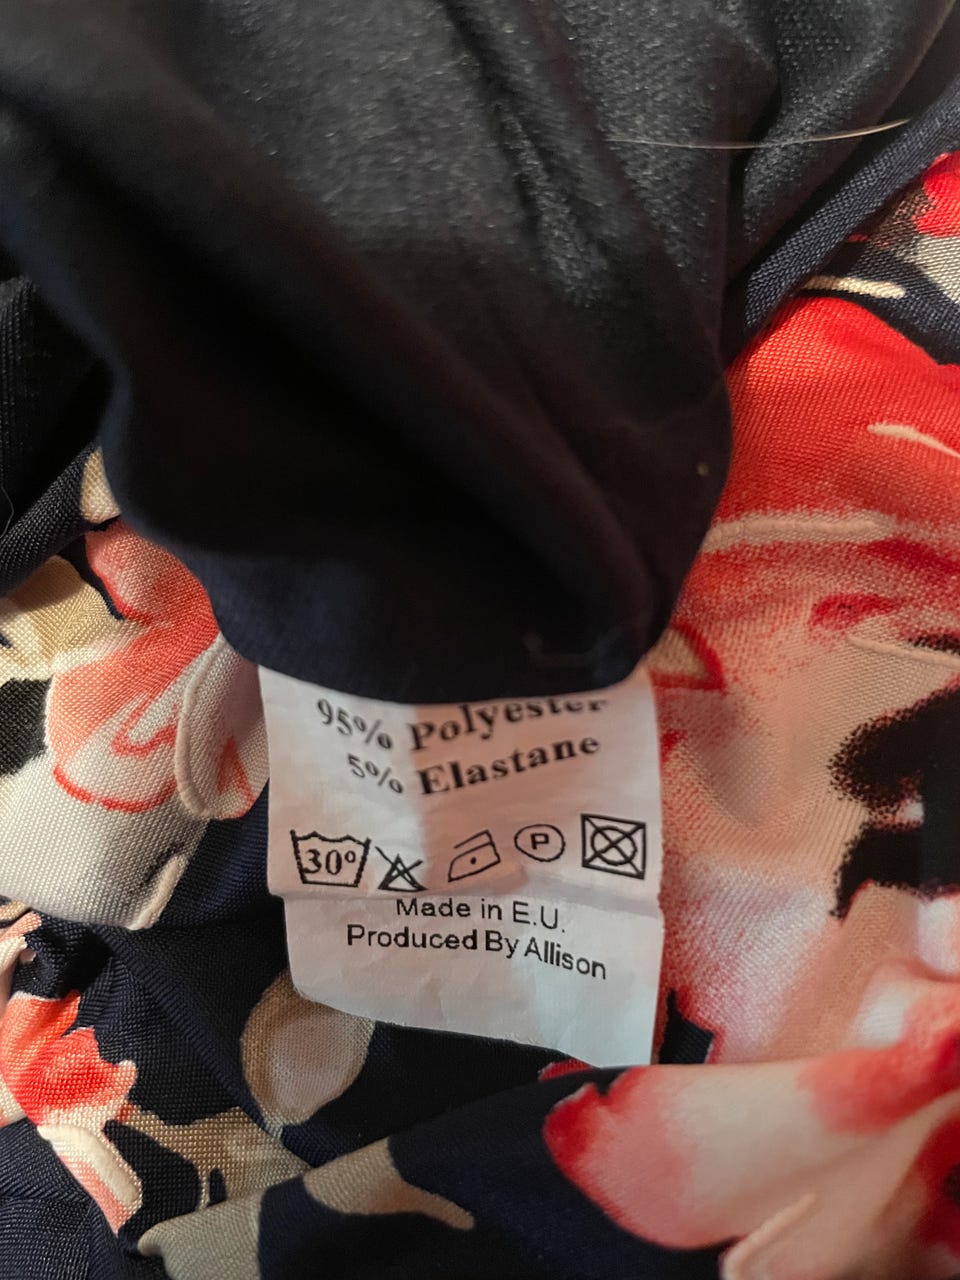 95% Polyester
5% Elastane
30° P
Made in E.U.
Produced By Allison